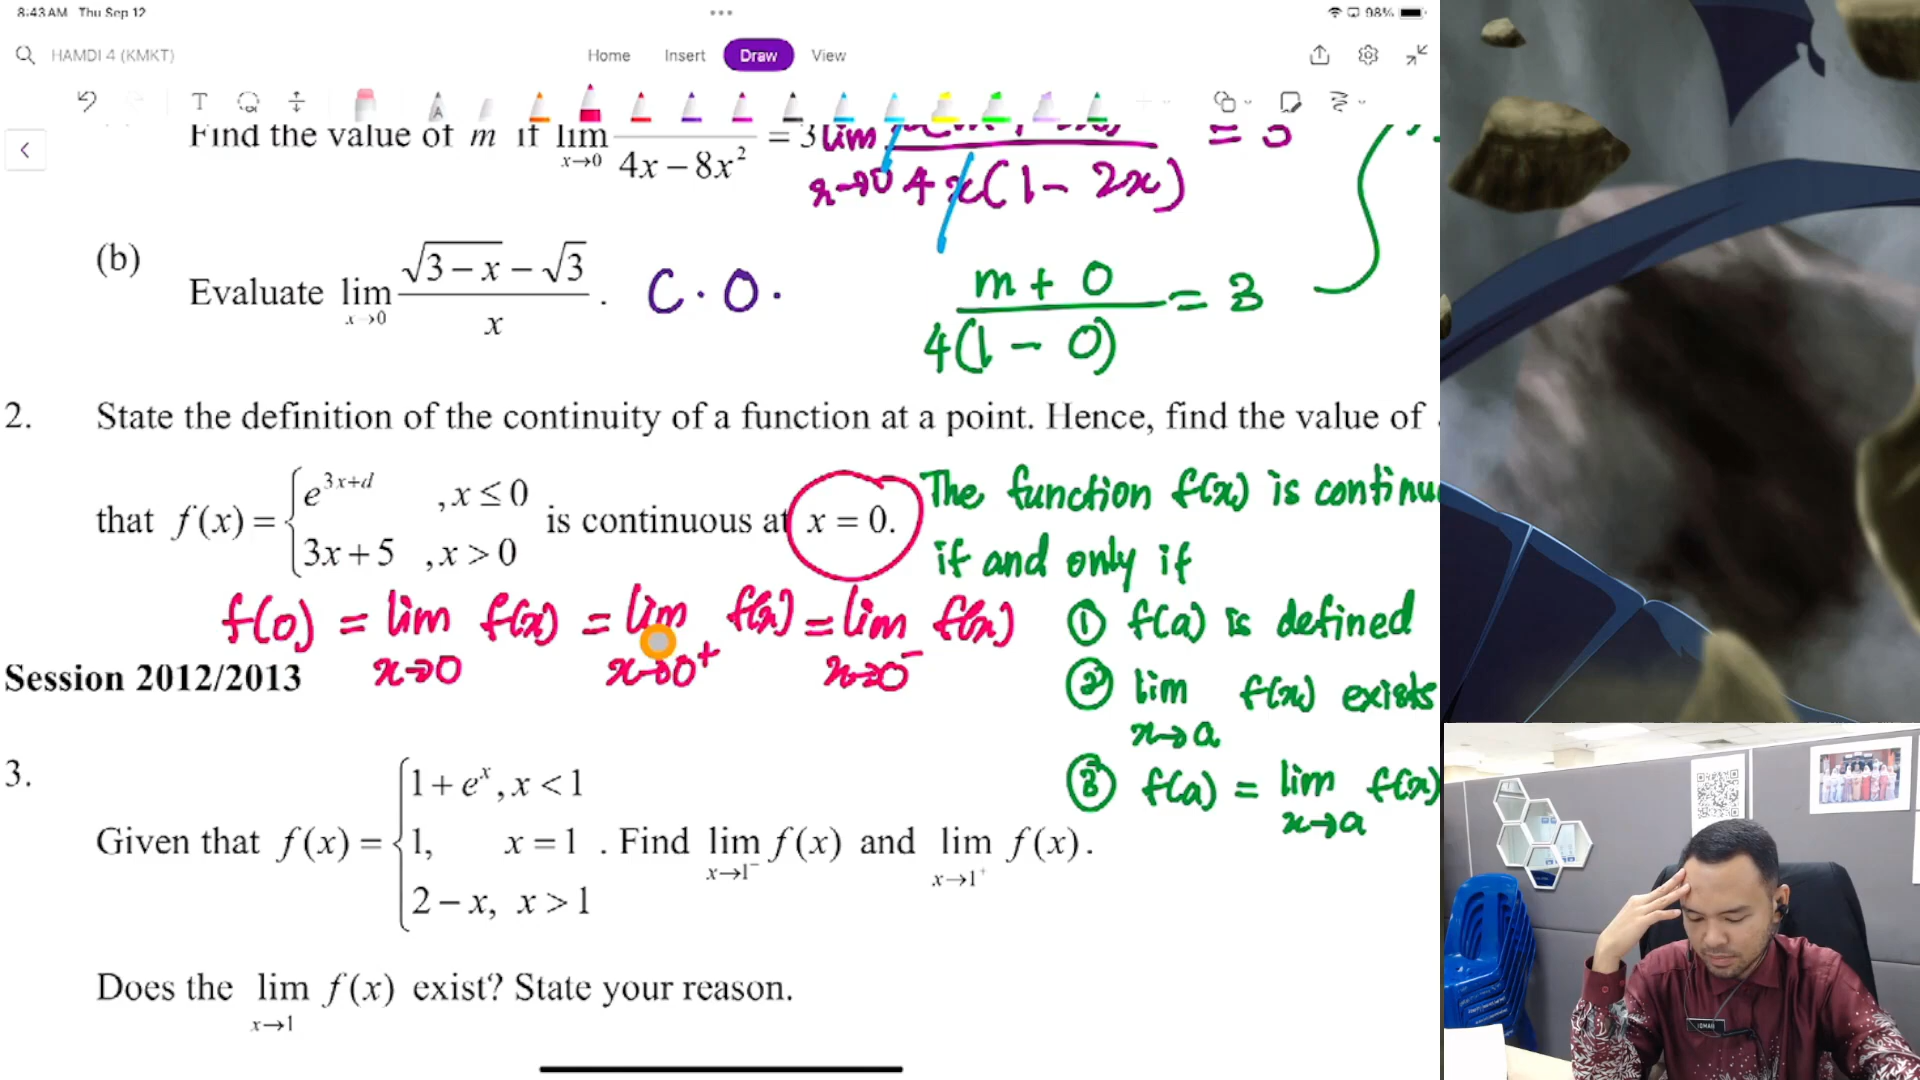 8:43 AM Thu Sep 12
98%
HAMDI 4 (KMKT)
Home Insert Draw View
Find the value of m if lim x→0 4x − 8x² = 3
lim x→0 4x(1 − 2x) = 3
(b)
Evaluate lim x→0 (√(3 − x) − √3) / x .
C.O.
(m + 0) / (4(1 − 0)) = 3
2. State the definition of the continuity of a function at a point. Hence, find the value of
that f(x) = { e^(3x+d) , x ≤ 0
3x + 5 , x > 0
is continuous at x = 0.
The function f(x) is continu
if and only if
① f(a) is defined
② lim x→a f(x) exists
③ f(a) = lim x→a f(x)
f(0) = lim x→0 f(x) = lim x→0⁺ f(x) = lim x→0⁻ f(x)
Session 2012/2013
3.
Given that f(x) = { 1 + eˣ, x < 1
1, x = 1
2 − x, x > 1
. Find lim x→1⁻ f(x) and lim x→1⁺ f(x).
Does the lim x→1 f(x) exist? State your reason.